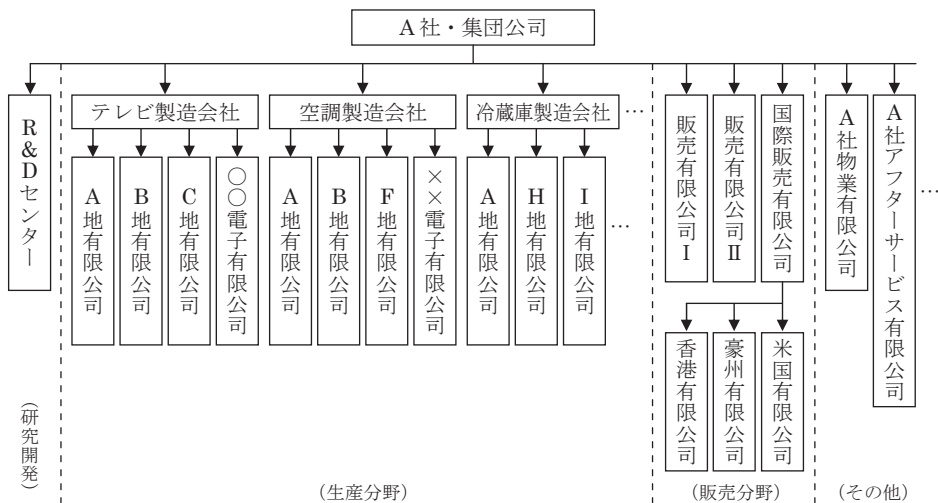 A社・集団公司
R&Dセンター
テレビ製造会社
空調製造会社
冷蔵庫製造会社
…
販売有限公司Ⅰ
販売有限公司Ⅱ
国際販売有限公司
A社物業有限公司
A社アフターサービス有限公司
…
A地有限公司
B地有限公司
C地有限公司
○○電子有限公司
A地有限公司
B地有限公司
F地有限公司
××電子有限公司
A地有限公司
H地有限公司
I地有限公司
…
香港有限公司
豪州有限公司
米国有限公司
(研究開発)
(生産分野)
(販売分野)
(その他)